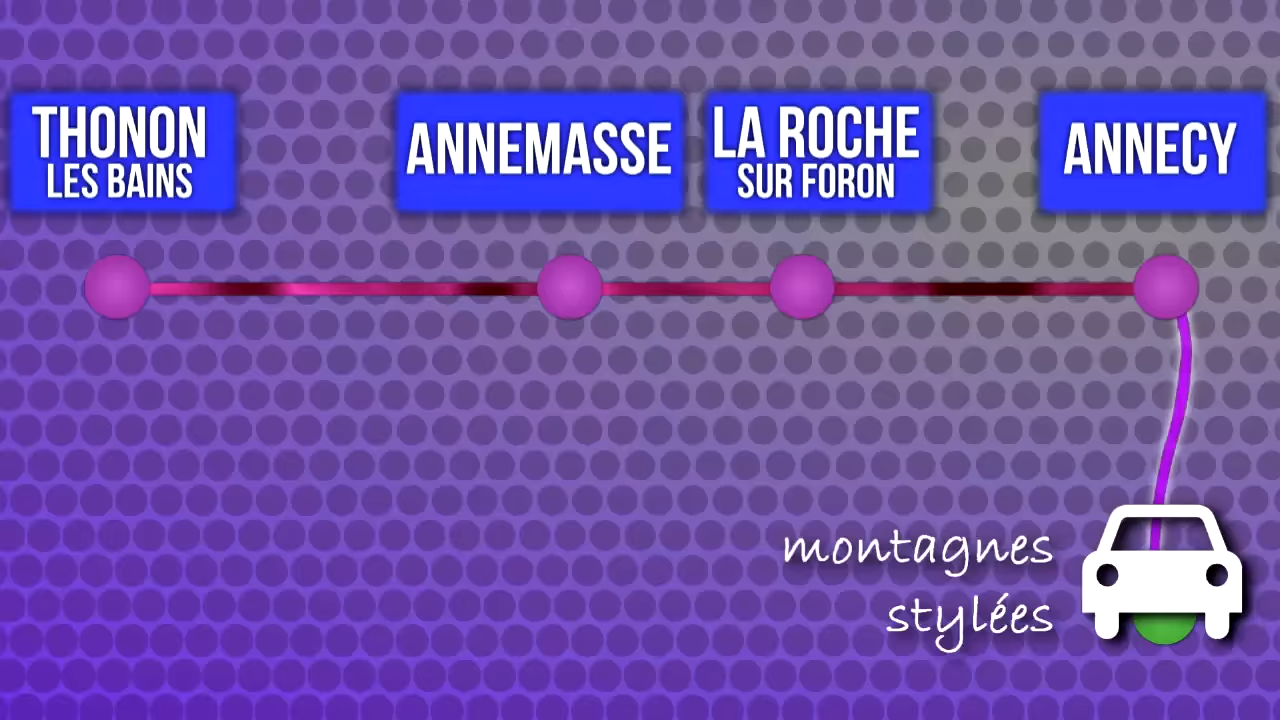 THONON
LES BAINS
ANNEMASSE
LA ROCHE
SUR FORON
ANNECY
montagnes
stylées